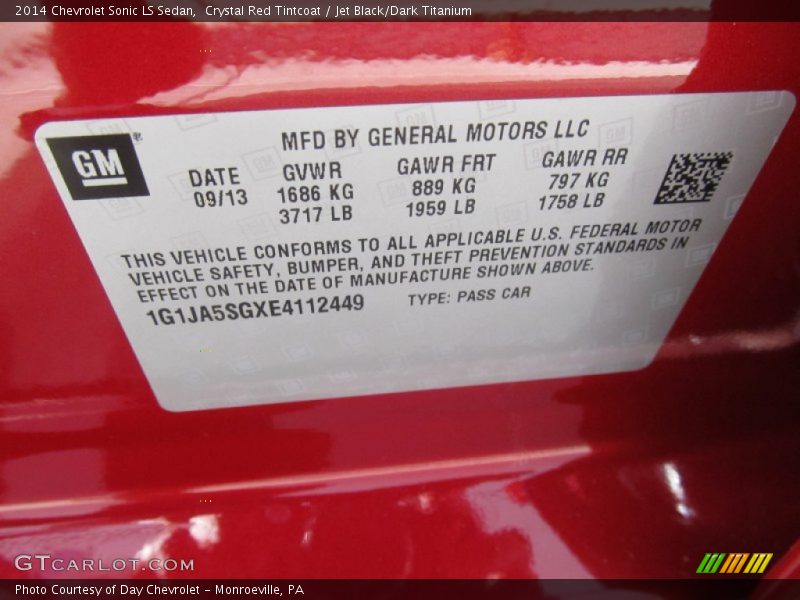 2014 Chevrolet Sonic LS Sedan,  Crystal Red Tintcoat / Jet Black/Dark Titanium
GM
MFD BY GENERAL MOTORS LLC
DATE GVWR GAWR FRT GAWR RR
09/13 1686 KG 889 KG 797 KG
3717 LB 1959 LB 1758 LB
THIS VEHICLE CONFORMS TO ALL APPLICABLE U.S. FEDERAL MOTOR
VEHICLE SAFETY, BUMPER, AND THEFT PREVENTION STANDARDS IN
EFFECT ON THE DATE OF MANUFACTURE SHOWN ABOVE.
1G1JA5SGXE4112449 TYPE: PASS CAR
GTCARLOT.COM
Photo Courtesy of Day Chevrolet - Monroeville, PA